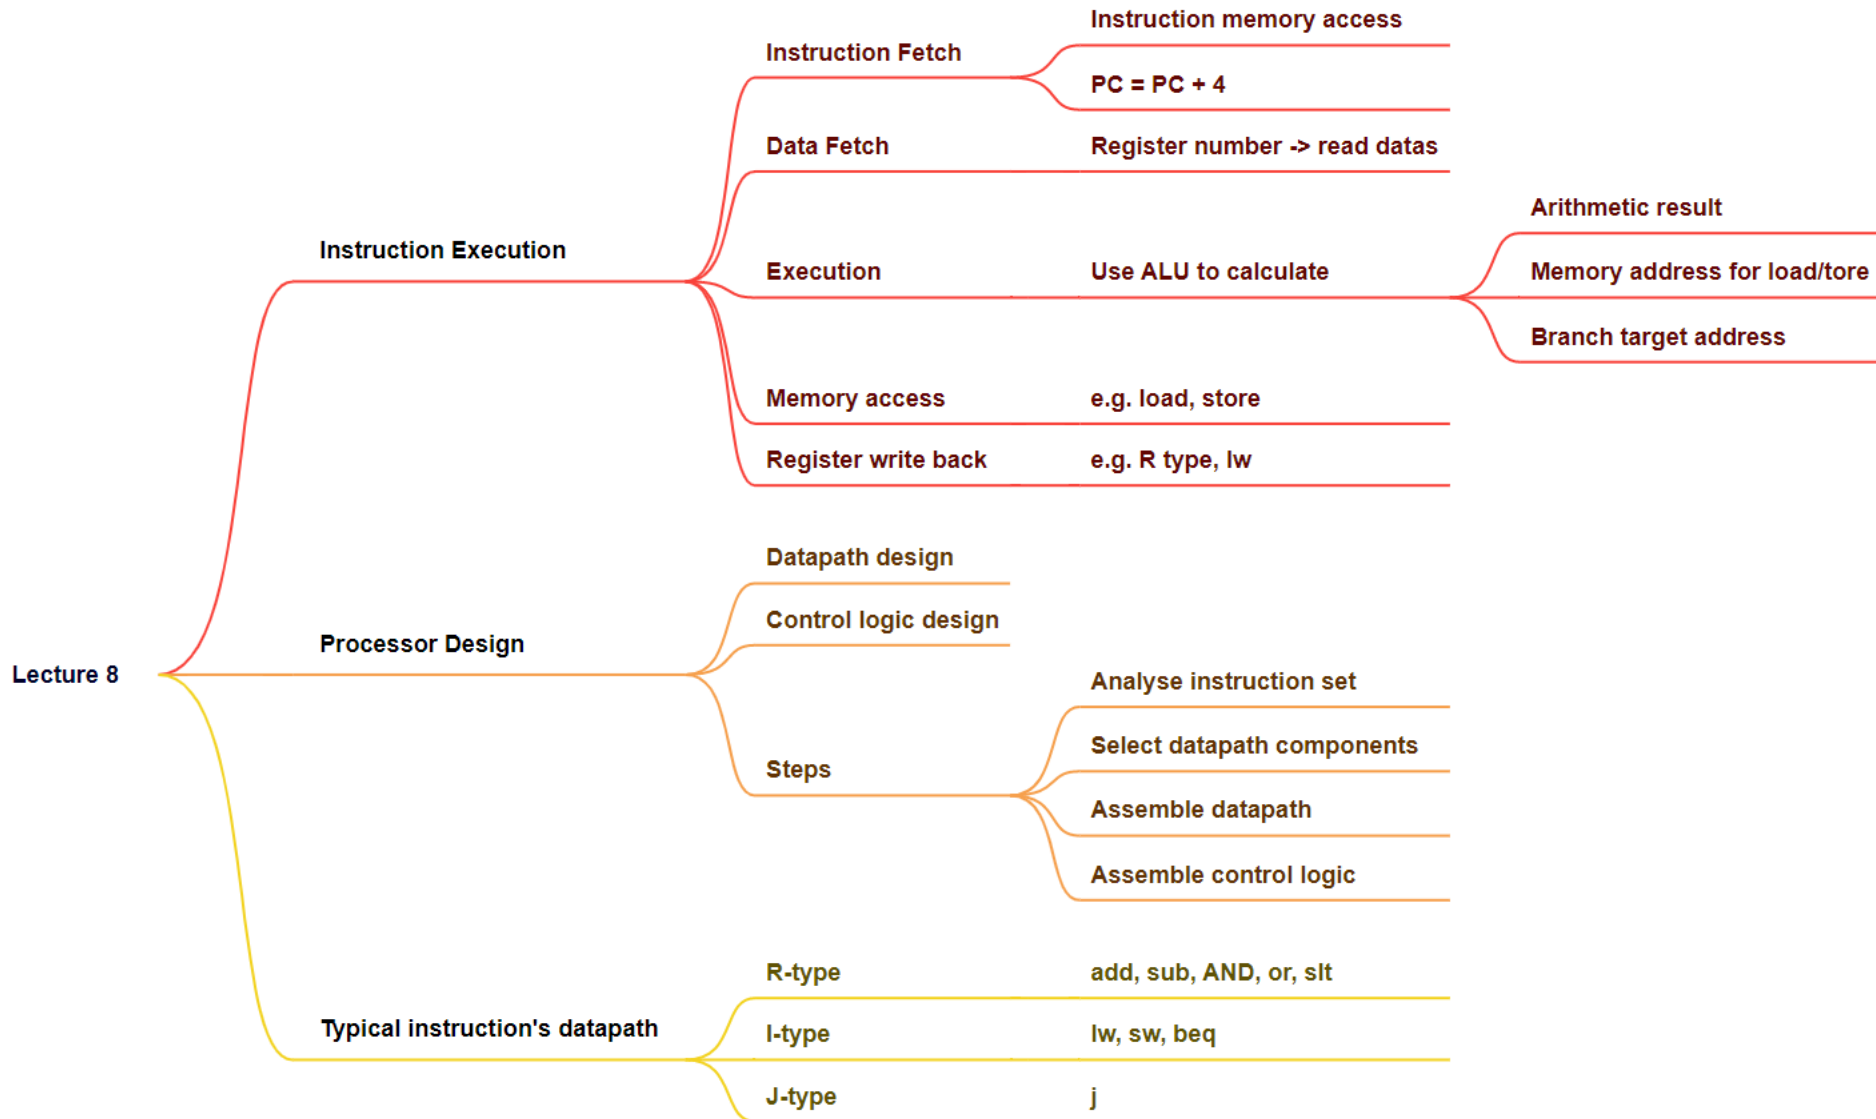 Lecture 8
Instruction Execution
Instruction Fetch
Instruction memory access
PC = PC + 4
Data Fetch
Register number -> read datas
Execution
Use ALU to calculate
Arithmetic result
Memory address for load/tore
Branch target address
Memory access
e.g. load, store
Register write back
e.g. R type, lw
Processor Design
Datapath design
Control logic design
Steps
Analyse instruction set
Select datapath components
Assemble datapath
Assemble control logic
Typical instruction's datapath
R-type
add, sub, AND, or, slt
I-type
lw, sw, beq
J-type
j